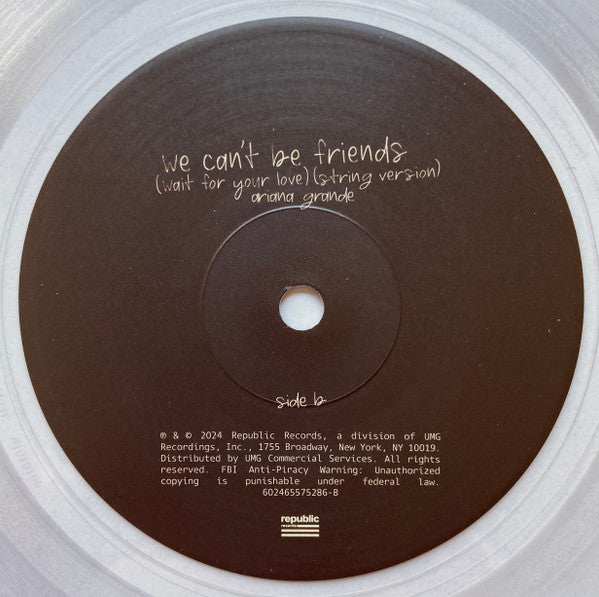 we can't be friends
(wait for your love) (string version)
ariana grande
side b
℗ & © 2024 Republic Records, a division of UMG
Recordings, Inc., 1755 Broadway, New York, NY 10019.
Distributed by UMG Commercial Services. All rights
reserved. FBI Anti-Piracy Warning: Unauthorized
copying is punishable under federal law.
602465575286-B
republic
records